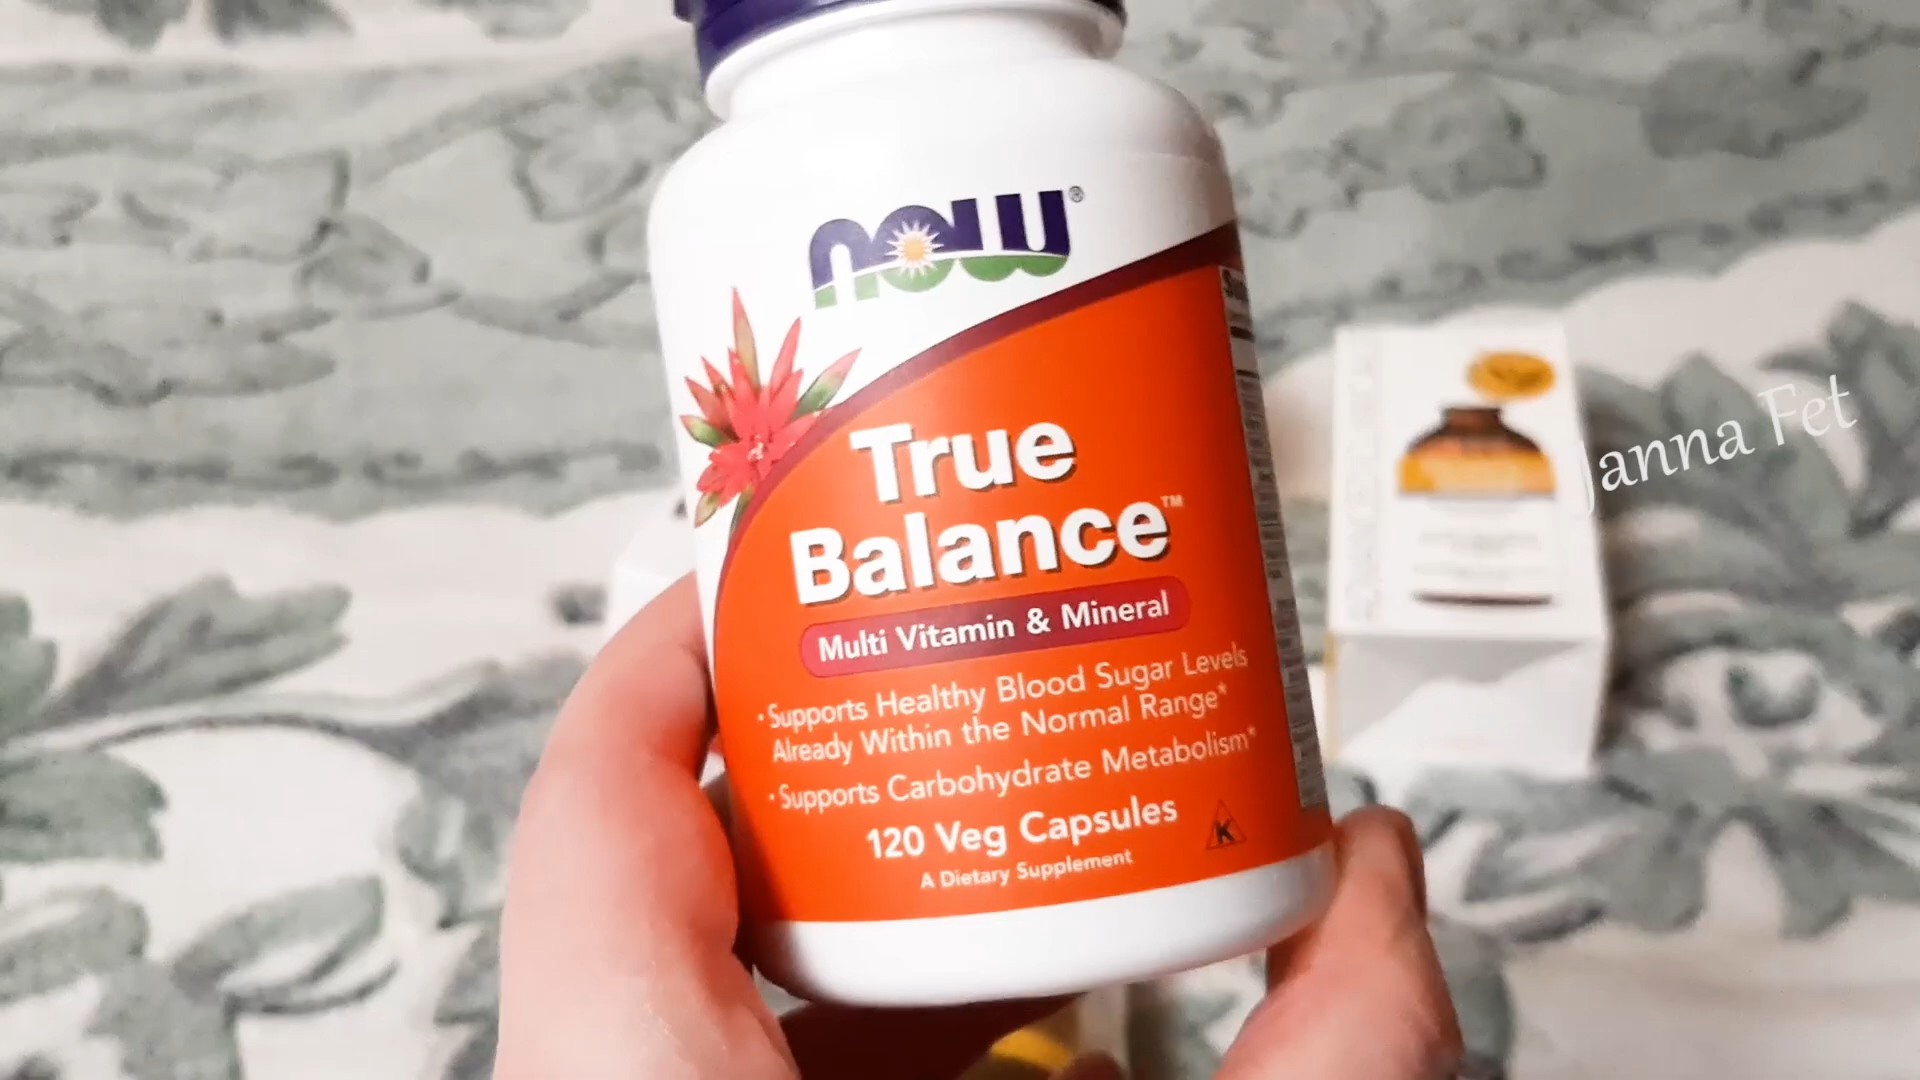 now®
True
Balance™
Multi Vitamin & Mineral
· Supports Healthy Blood Sugar Levels
Already Within the Normal Range*
· Supports Carbohydrate Metabolism*
120 Veg Capsules
K
A Dietary Supplement
Janna Fet